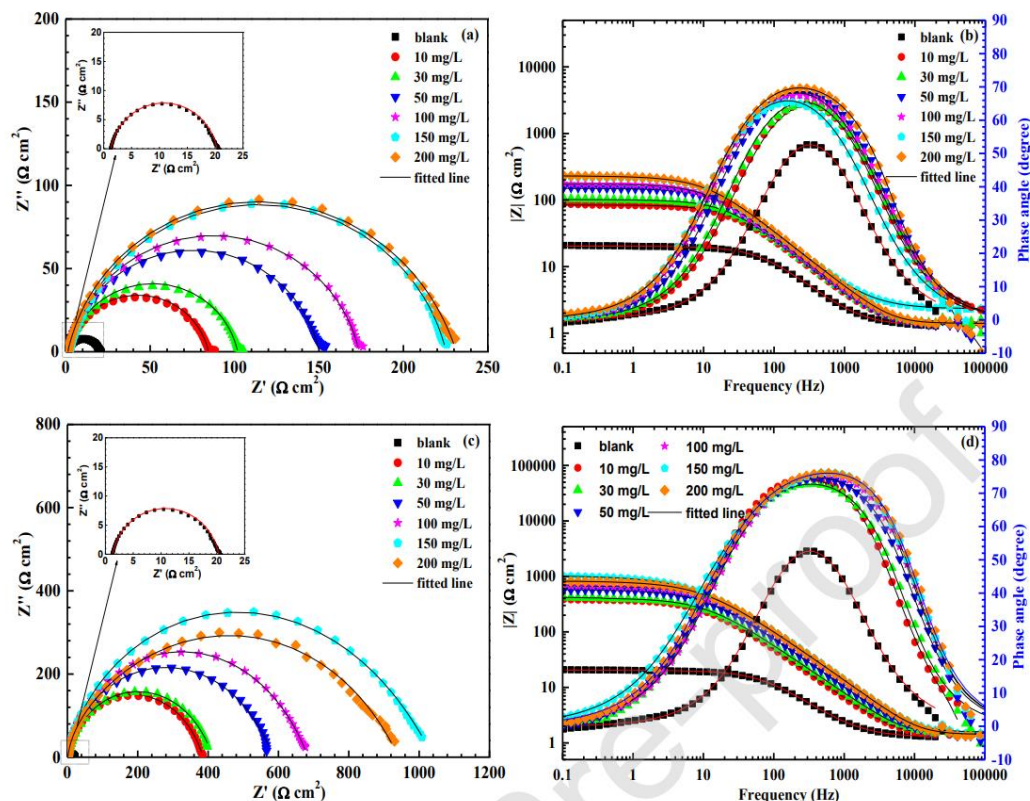 (a)
Z'' (Ω cm²)
200
150
100
50
0
0 50 100 150 200 250
Z' (Ω cm²)
20
15
10
5
0
Z'' (Ω cm²)
0 5 10 15 20 25
Z' (Ω cm²)
blank
10 mg/L
30 mg/L
50 mg/L
100 mg/L
150 mg/L
200 mg/L
fitted line
(b)
|Z| (Ω cm²)
10000
1000
100
10
1
0.1 1 10 100 1000 10000 100000
Frequency (Hz)
Phase angle (degree)
90
80
70
60
50
40
30
20
10
0
-10
blank
10 mg/L
30 mg/L
50 mg/L
100 mg/L
150 mg/L
200 mg/L
fitted line
(c)
Z'' (Ω cm²)
800
600
400
200
0
0 200 400 600 800 1000 1200
Z' (Ω cm²)
20
15
10
5
0
Z'' (Ω cm²)
0 5 10 15 20 25
Z' (Ω cm²)
blank
10 mg/L
30 mg/L
50 mg/L
100 mg/L
150 mg/L
200 mg/L
fitted line
(d)
|Z| (Ω cm²)
100000
10000
1000
100
10
1
0.1 1 10 100 1000 10000 100000
Frequency (Hz)
Phase angle (degree)
90
80
70
60
50
40
30
20
10
0
-10
blank 100 mg/L
10 mg/L 150 mg/L
30 mg/L 200 mg/L
50 mg/L fitted line
re-proof